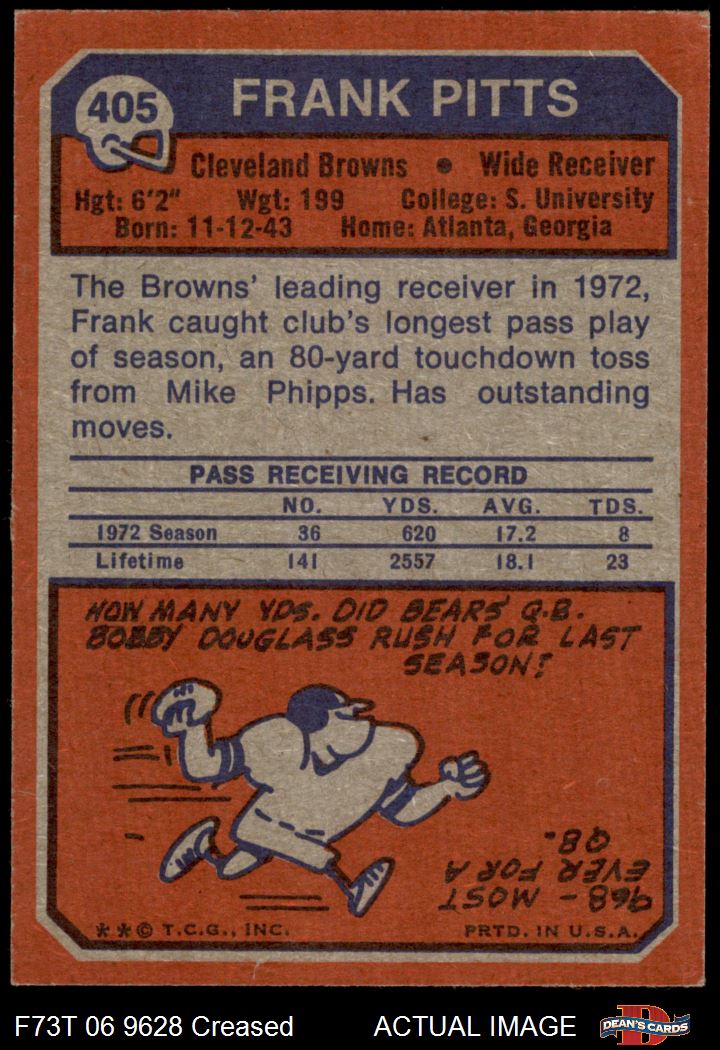 405
FRANK PITTS
Cleveland Browns • Wide Receiver
Hgt: 6'2" Wgt: 199 College: S. University
Born: 11-12-43 Home: Atlanta, Georgia
The Browns' leading receiver in 1972,
Frank caught club's longest pass play
of season, an 80-yard touchdown toss
from Mike Phipps. Has outstanding
moves.
PASS RECEIVING RECORD
NO. YDS. AVG. TDS.
1972 Season 36 620 17.2 8
Lifetime 141 2557 18.1 23
HOW MANY YDS. DID BEARS' Q.B.
BOBBY DOUGLASS RUSH FOR LAST
SEASON?
968 - MOST
EVER FOR A
QB.
**© T.C.G., INC. PRTD. IN U.S.A.
F73T 06 9628 Creased ACTUAL IMAGE
DEAN'S CARDS